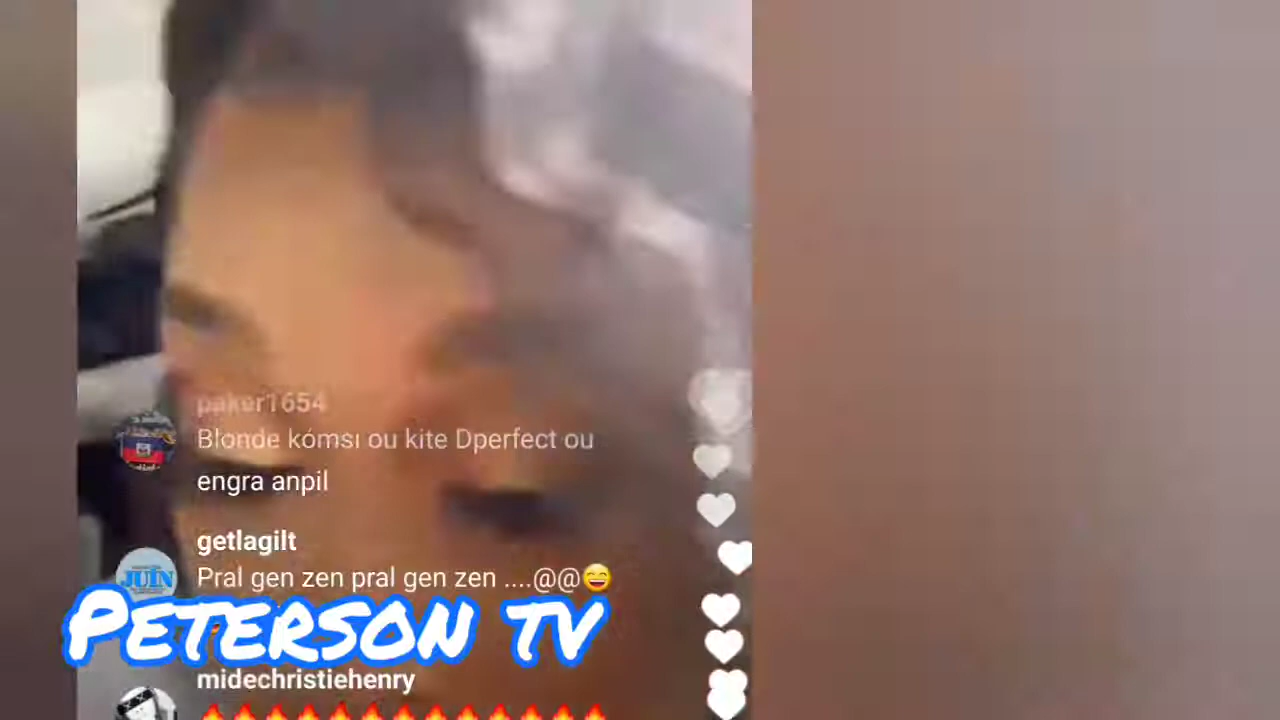 paker1654
Blonde kómsi ou kite Dperfect ou
engra anpil
getlagilt
JUIN
Pral gen zen pral gen zen ....@@😄
PETERSON TV
midechristiehenry
🔥🔥🔥🔥🔥🔥🔥🔥🔥🔥🔥🔥🔥